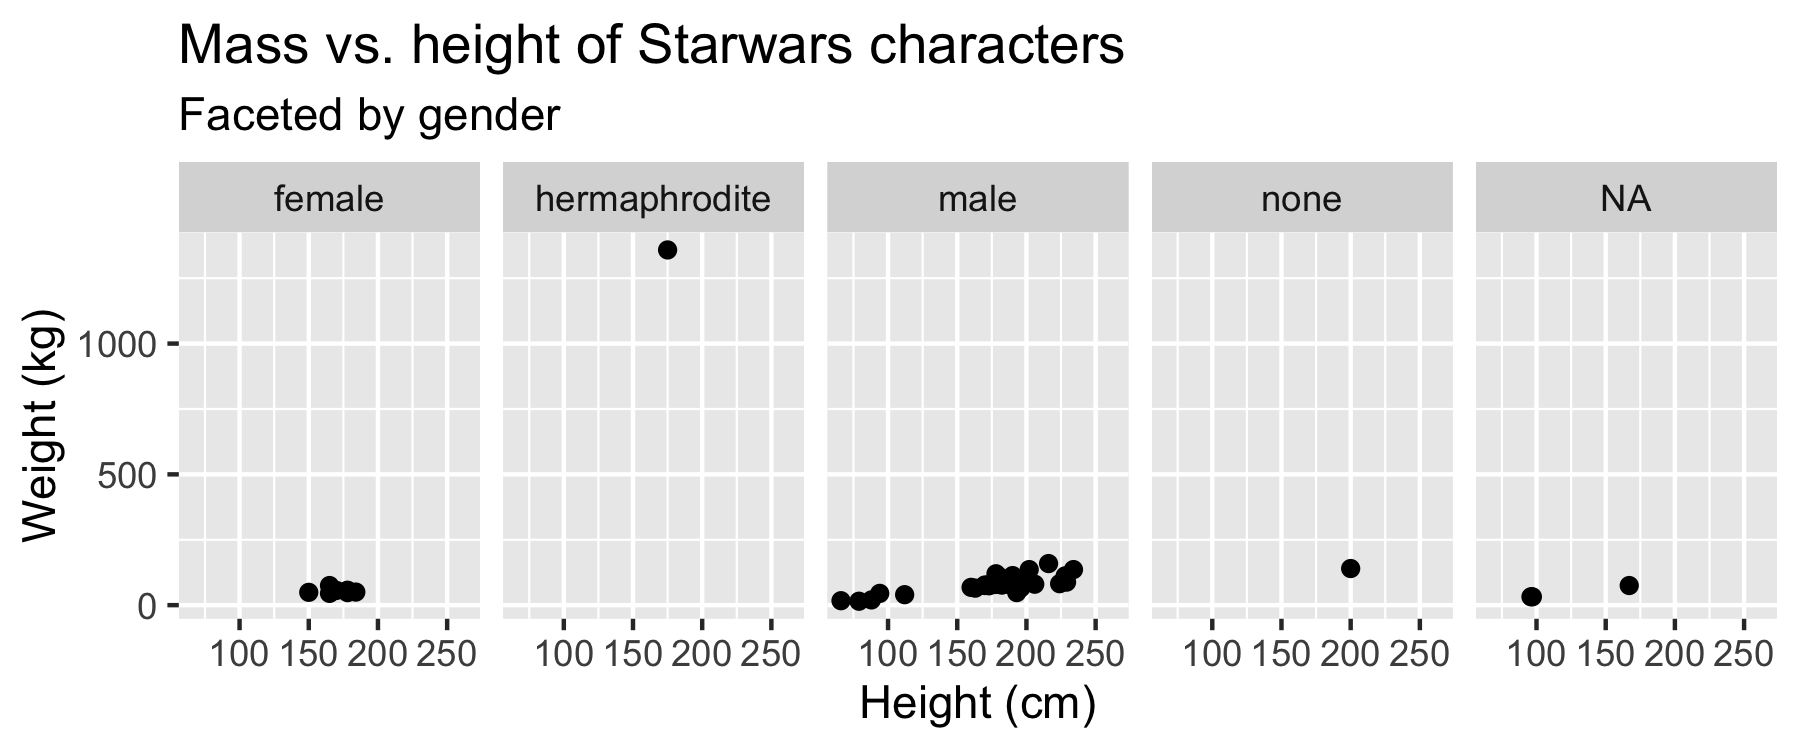 Mass vs. height of Starwars characters
Faceted by gender
female hermaphrodite male none NA
Weight (kg)
1000
500
0
100 150 200 250 100 150 200 250 100 150 200 250 100 150 200 250 100 150 200 250
Height (cm)